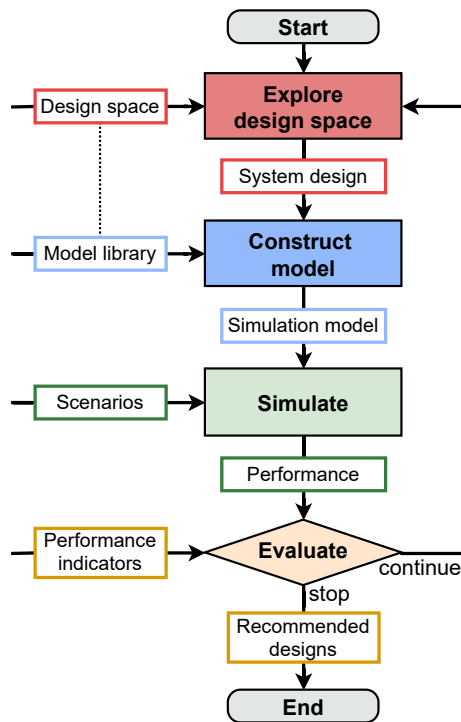 Start
Design space
Explore
design space
System design
Model library
Construct
model
Simulation model
Scenarios
Simulate
Performance
Performance
indicators
Evaluate
continue
stop
Recommended
designs
End